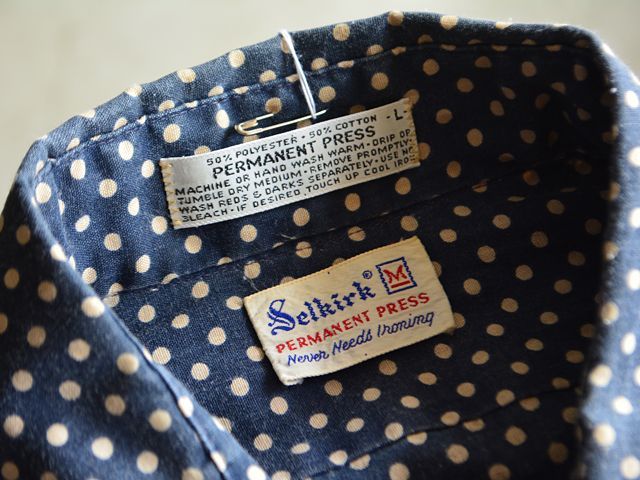 50% POLYESTER • 50% COTTON -L-
PERMANENT PRESS
MACHINE OR HAND WASH WARM • DRIP OR
TUMBLE DRY MEDIUM • REMOVE PROMPTLY.
WASH REDS & DARKS SEPARATELY • USE NO
BLEACH • IF DESIRED, TOUCH UP COOL IRON.
Selkirk® M
PERMANENT PRESS
Never Needs Ironing